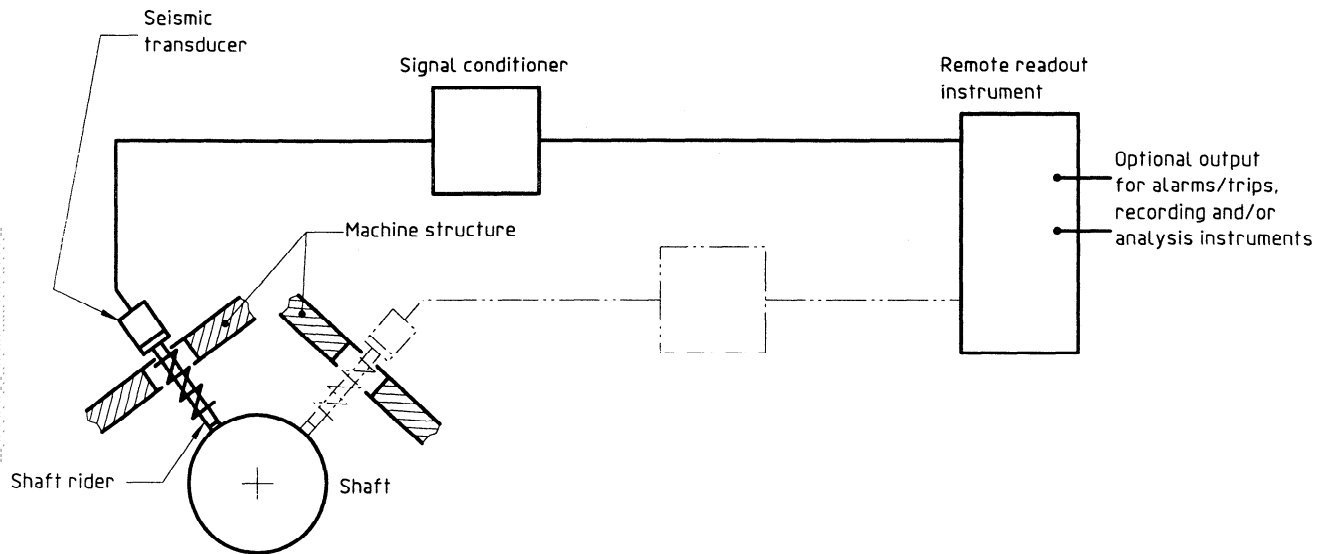 Seismic
transducer
Signal conditioner
Remote readout
instrument
Optional output
for alarms/trips,
recording and/or
analysis instruments
Machine structure
Shaft rider
Shaft